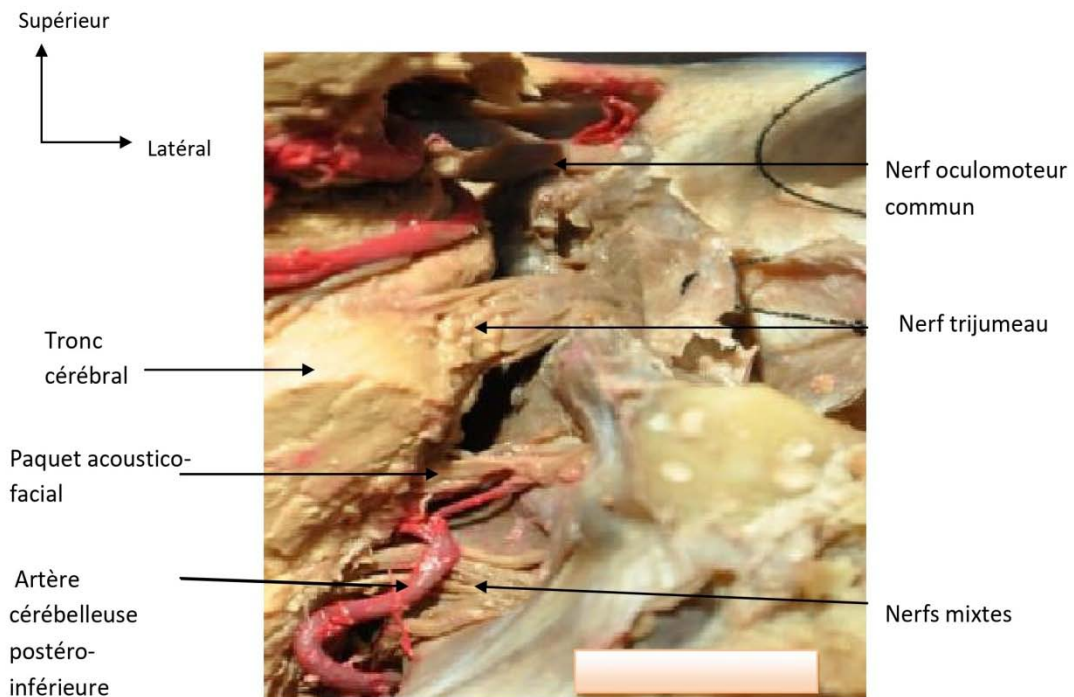 Supérieur
Latéral
Nerf oculomoteur
commun
Nerf trijumeau
Tronc
cérébral
Paquet acoustico-
facial
Artère
cérébelleuse
postéro-
inférieure
Nerfs mixtes